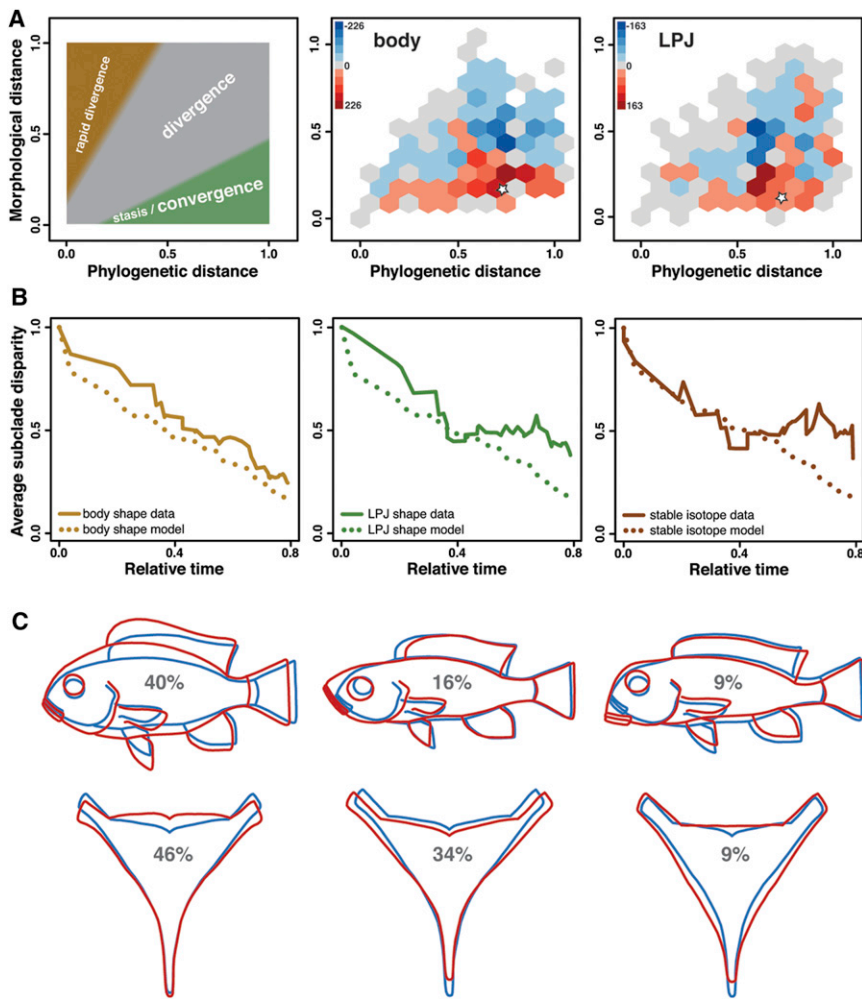 A
Morphological distance
1.0
0.5
0.0
rapid divergence
divergence
stasis / convergence
0.0 0.5 1.0
Phylogenetic distance
body
-226
0
226
1.0
0.5
0.0
0.0 0.5 1.0
Phylogenetic distance
LPJ
-163
0
163
1.0
0.5
0.0
0.0 0.5 1.0
Phylogenetic distance
B
Average subclade disparity
1.0
0.5
0.0
body shape data
body shape model
0.0 0.4 0.8
Relative time
1.0
0.5
0.0
LPJ shape data
LPJ shape model
0.0 0.4 0.8
Relative time
1.0
0.5
0.0
stable isotope data
stable isotope model
0.0 0.4 0.8
Relative time
C
40% 16% 9%
46% 34% 9%